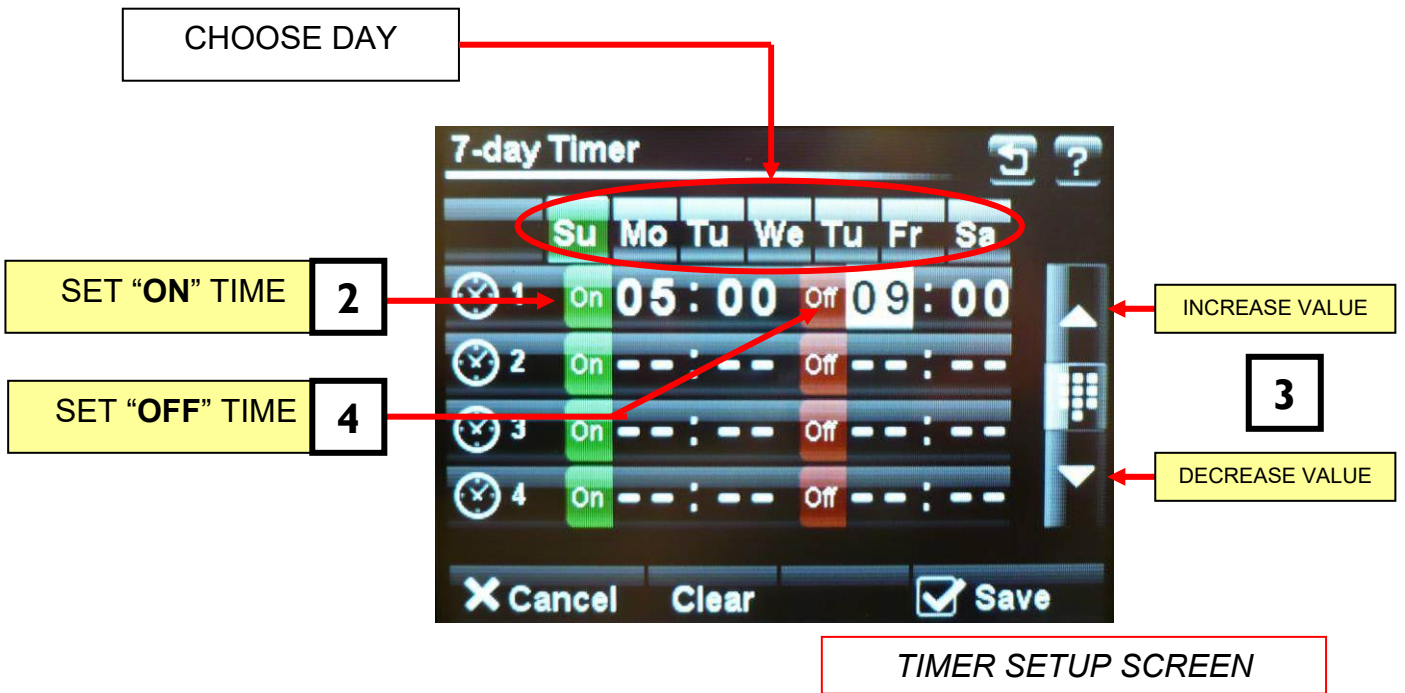 CHOOSE DAY
7-day Timer ?
Su Mo Tu We Tu Fr Sa
SET “ON” TIME 2
1 On 05:00 Off 09:00
INCREASE VALUE
2 On --:-- Off --:--
3
SET “OFF” TIME 4
3 On --:-- Off --:--
DECREASE VALUE
4 On --:-- Off --:--
Cancel Clear Save
TIMER SETUP SCREEN